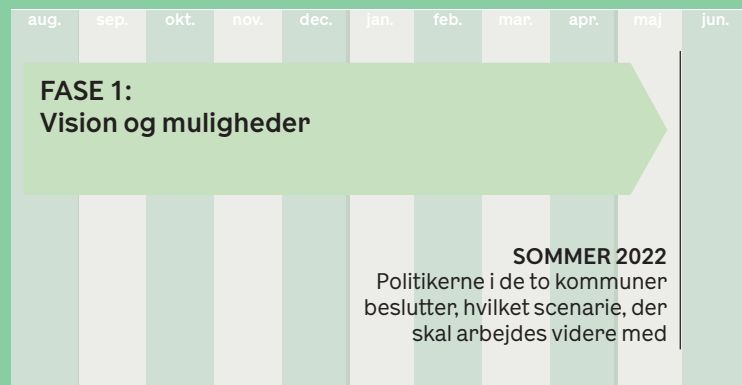 aug. sep. okt. nov. dec. jan. feb. mar. apr. maj jun.
FASE 1:
Vision og muligheder
SOMMER 2022
Politikerne i de to kommuner
beslutter, hvilket scenarie, der
skal arbejdes videre med